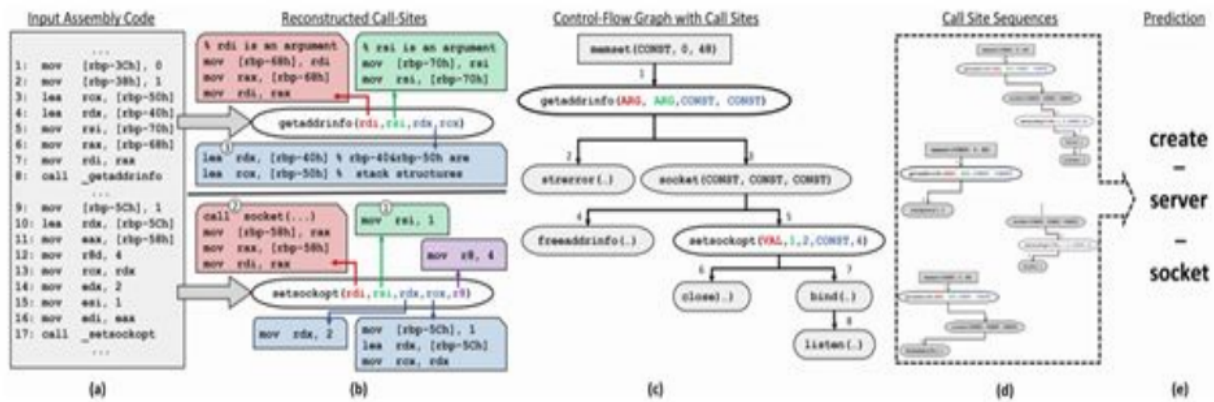 Input Assembly Code
...
1: mov [rbp-3Ch], 0
2: mov [rbp-38h], 1
3: lea rcx, [rbp-50h]
4: lea rdx, [rbp-40h]
5: mov rsi, [rbp-70h]
6: mov rax, [rbp-68h]
7: mov rdi, rax
8: call _getaddrinfo
...
9: mov [rbp-5Ch], 1
10: lea rdx, [rbp-5Ch]
11: mov eax, [rbp-58h]
12: mov r8d, 4
13: mov rcx, rdx
14: mov edx, 2
15: mov esi, 1
16: mov edi, eax
17: call _setsockopt
...
(a)
Reconstructed Call-Sites
% rdi is an argument
mov [rbp-68h], rdi
mov rax, [rbp-68h]
mov rdi, rax
% rsi is an argument
mov [rbp-70h], rsi
mov rsi, [rbp-70h]
getaddrinfo(rdi,rsi,rdx,rcx)
lea rdx, [rbp-40h] % rbp-40&rbp-50h are
lea rcx, [rbp-50h] % stack structures
call socket(...)
mov [rbp-58h], rax
mov rax, [rbp-58h]
mov rdi, rax
mov rsi, 1
mov r8, 4
setsockopt(rdi,rsi,rdx,rcx,r8)
mov rdx, 2
mov [rbp-5Ch], 1
lea rdx, [rbp-5Ch]
mov rcx, rdx
(b)
Control-Flow Graph with Call Sites
memset(CONST, 0, 48)
1
getaddrinfo(ARG, ARG,CONST, CONST)
2
strerror(..)
3
socket(CONST, CONST, CONST)
4
freeaddrinfo(..)
5
setsockopt(VAL,1,2,CONST,4)
6
close(..)
7
bind(..)
8
listen(..)
(c)
Call Site Sequences
(d)
Prediction
create
–
server
–
socket
(e)